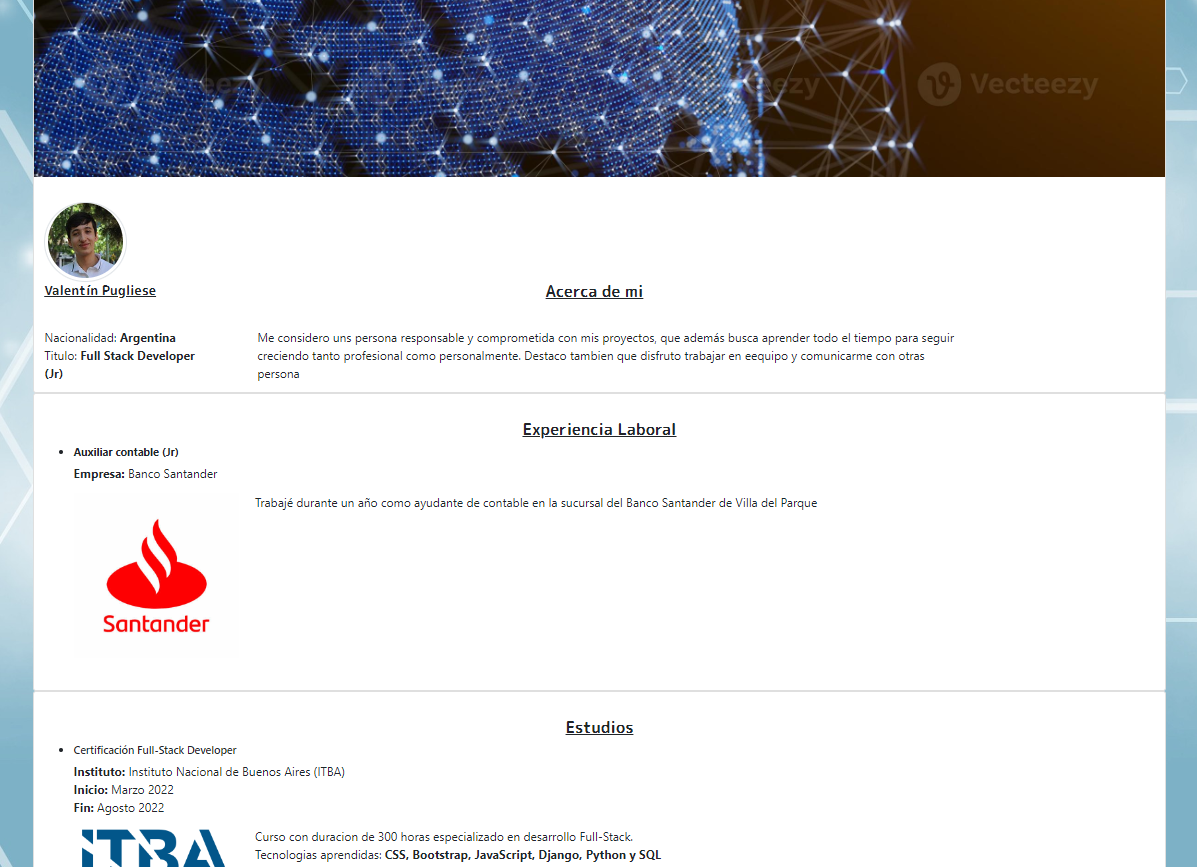 Vecteezy
Valentín Pugliese
Acerca de mi
Nacionalidad: Argentina
Titulo: Full Stack Developer
(Jr)
Me considero uns persona responsable y comprometida con mis proyectos, que además busca aprender todo el tiempo para seguir
creciendo tanto profesional como personalmente. Destaco tambien que disfruto trabajar en eequipo y comunicarme con otras
persona
Experiencia Laboral
Auxiliar contable (Jr)
Empresa: Banco Santander
Trabajé durante un año como ayudante de contable en la sucursal del Banco Santander de Villa del Parque
Santander
Estudios
Certificación Full-Stack Developer
Instituto: Instituto Nacional de Buenos Aires (ITBA)
Inicio: Marzo 2022
Fin: Agosto 2022
ITBA
Curso con duracion de 300 horas especializado en desarrollo Full-Stack.
Tecnologias aprendidas: CSS, Bootstrap, JavaScript, Django, Python y SQL